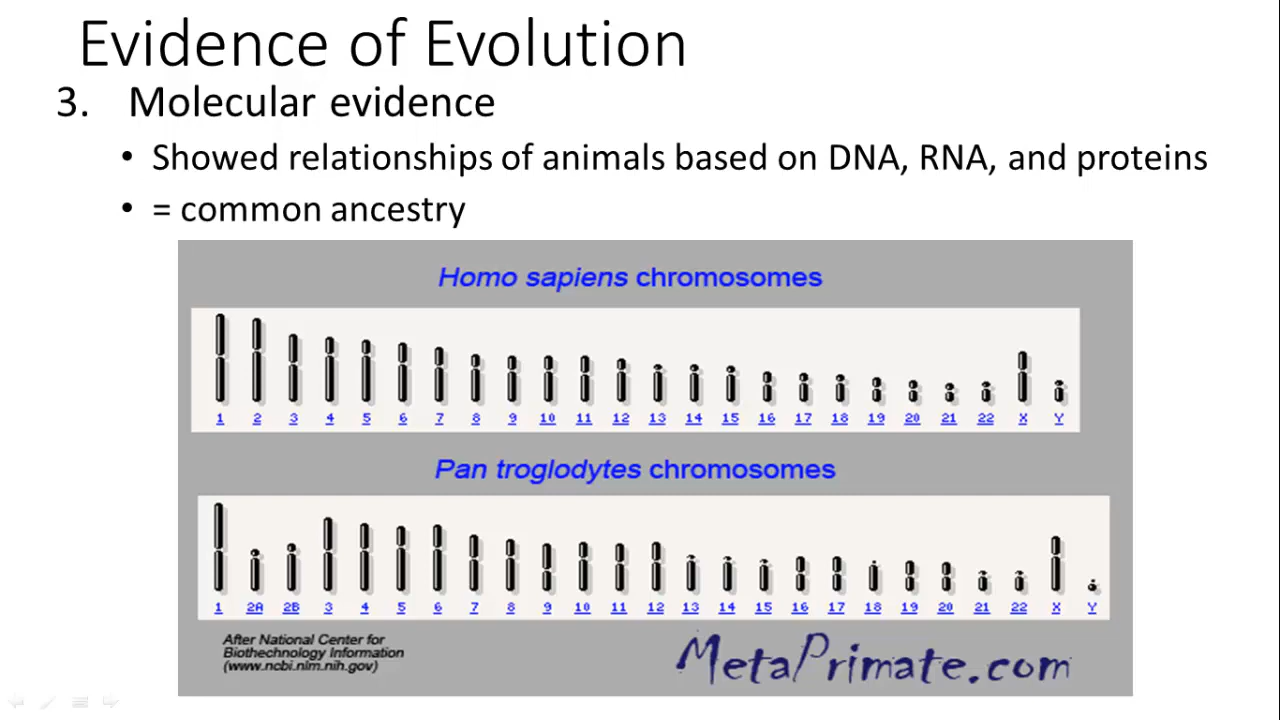 Evidence of Evolution
3. Molecular evidence
• Showed relationships of animals based on DNA, RNA, and proteins
• = common ancestry
Homo sapiens chromosomes
1 2 3 4 5 6 7 8 9 10 11 12 13 14 15 16 17 18 19 20 21 22 X Y
Pan troglodytes chromosomes
1 2A 2B 3 4 5 6 7 8 9 10 11 12 13 14 15 16 17 18 19 20 21 22 X Y
After National Center for
Biothechnology Information
(www.ncbi.nlm.nih.gov)
MetaPrimate.com